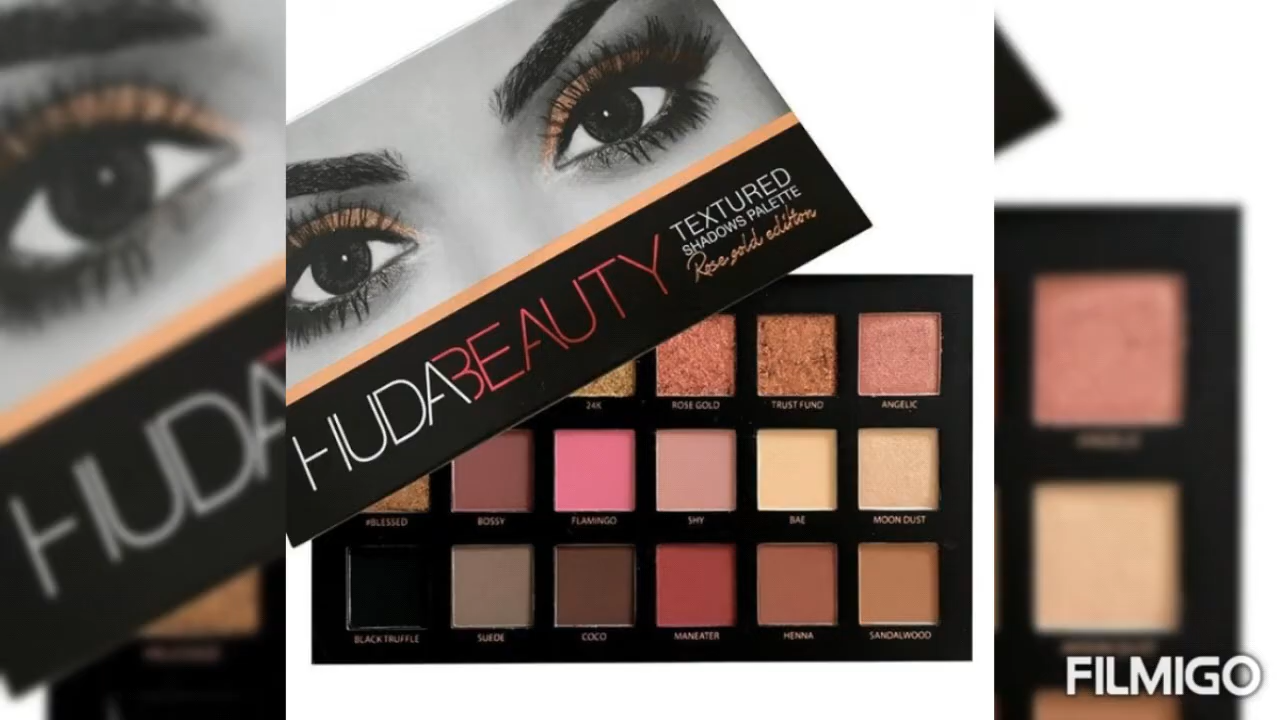 TEXTURED
SHADOWS PALETTE
Rose gold edition
HUDABEAUTY
24K
ROSE GOLD
TRUST FUND
ANGELIC
#BLESSED
BOSSY
FLAMINGO
SHY
BAE
MOON DUST
BLACK TRUFFLE
SUEDE
COCO
MANEATER
HENNA
SANDALWOOD
FILMIGO